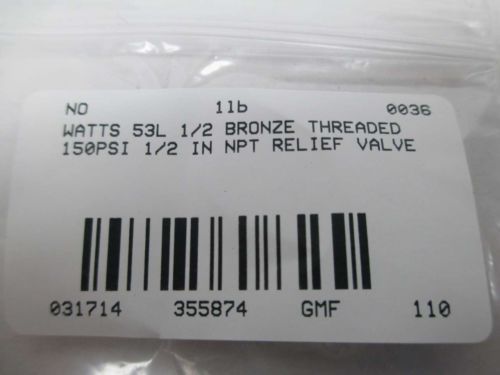 NO 1lb 0036
WATTS 53L 1/2 BRONZE THREADED
150PSI 1/2 IN NPT RELIEF VALVE
031714 355874 GMF 110